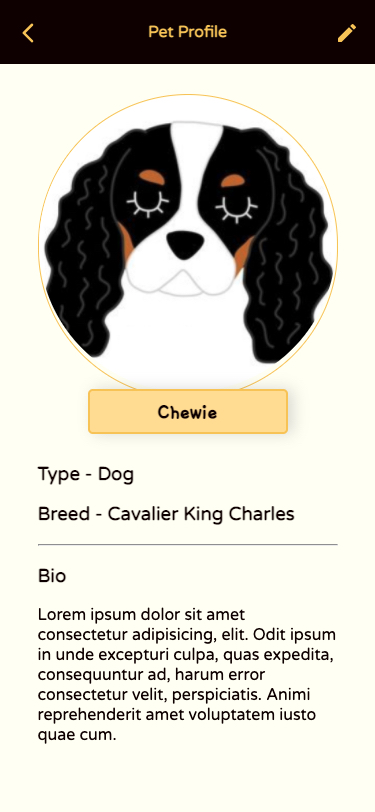 Pet Profile
Chewie
Type - Dog
Breed - Cavalier King Charles
Bio
Lorem ipsum dolor sit amet
consectetur adipisicing, elit. Odit ipsum
in unde excepturi culpa, quas expedita,
consequuntur ad, harum error
consectetur velit, perspiciatis. Animi
reprehenderit amet voluptatem iusto
quae cum.